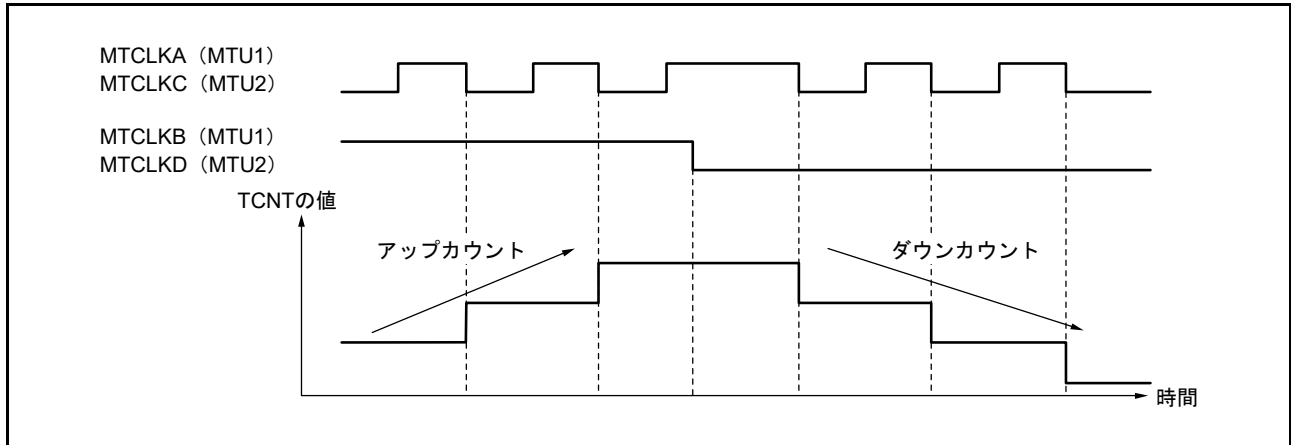 MTCLKA（MTU1）
MTCLKC（MTU2）
MTCLKB（MTU1）
MTCLKD（MTU2）
TCNTの値
アップカウント
ダウンカウント
時間